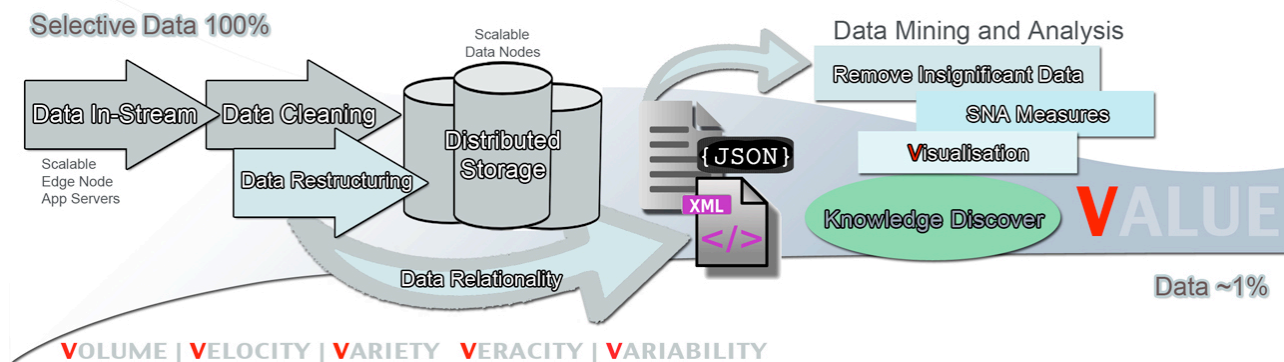 Selective Data 100%
Data In-Stream
Scalable
Edge Node
App Servers
Data Cleaning
Data Restructuring
Scalable
Data Nodes
Distributed
Storage
Data Relationality
{JSON}
XML
</>
Data Mining and Analysis
Remove Insignificant Data
SNA Measures
Visualisation
Knowledge Discover
VALUE
Data ~1%
VOLUME | VELOCITY | VARIETY VERACITY | VARIABILITY